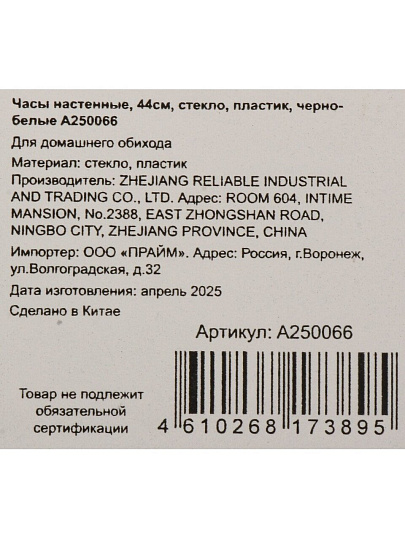 Часы настенные, 44см, стекло, пластик, черно-
белые A250066
Для домашнего обихода
Материал: стекло, пластик
Производитель: ZHEJIANG RELIABLE INDUSTRIAL
AND TRADING CO., LTD. Адрес: ROOM 604, INTIME
MANSION, No.2388, EAST ZHONGSHAN ROAD,
NINGBO CITY, ZHEJIANG PROVINCE, CHINA
Импортер: ООО «ПРАЙМ». Адрес: Россия, г.Воронеж,
ул.Волгоградская, д.32
Дата изготовления: апрель 2025
Сделано в Китае
Артикул: A250066
Товар не подлежит
обязательной
сертификации
4 610268 173895